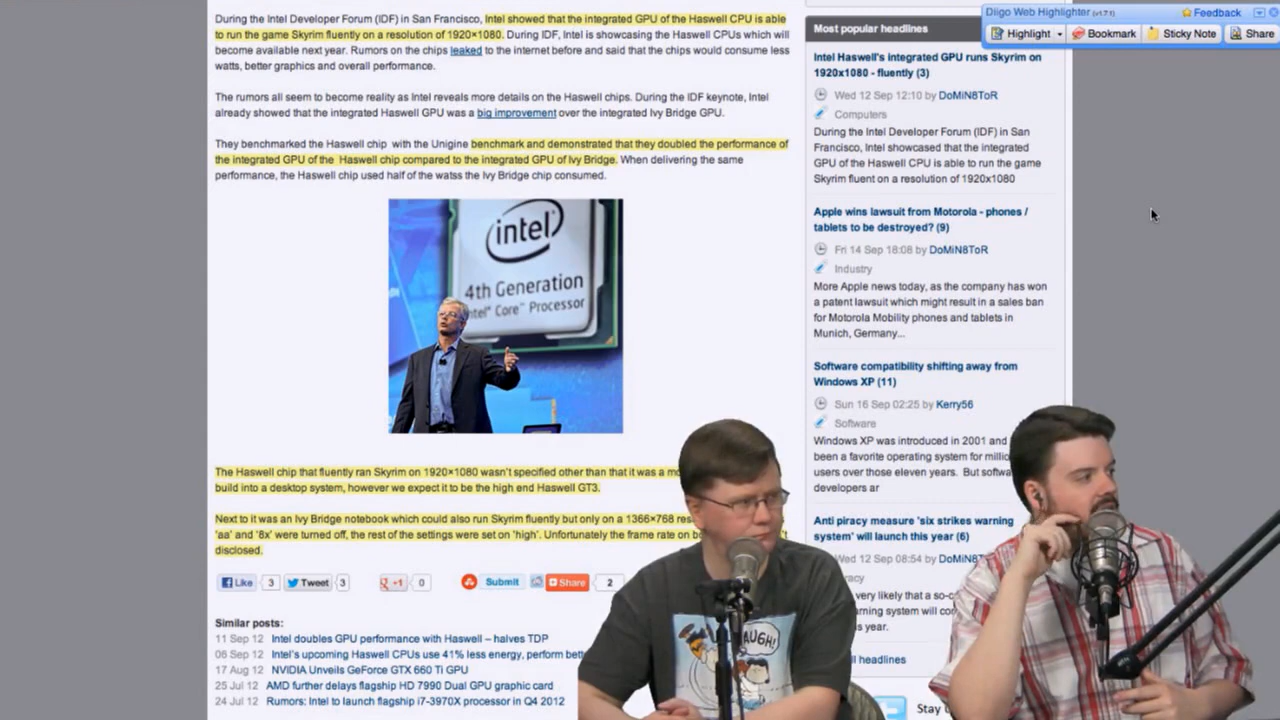 During the Intel Developer Forum (IDF) in San Francisco, Intel showed that the integrated GPU of the Haswell CPU is able
to run the game Skyrim fluently on a resolution of 1920×1080. During IDF, Intel is showcasing the Haswell CPUs which will
become available next year. Rumors on the chips leaked to the internet before and said that the chips would consume less
watts, better graphics and overall performance.
The rumors all seem to become reality as Intel reveals more details on the Haswell chips. During the IDF keynote, Intel
already showed that the integrated Haswell GPU was a big improvement over the integrated Ivy Bridge GPU.
They benchmarked the Haswell chip with the Unigine benchmark and demonstrated that they doubled the performance of
the integrated GPU of the Haswell chip compared to the integrated GPU of Ivy Bridge. When delivering the same
performance, the Haswell chip used half of the watss the Ivy Bridge chip consumed.
intel
4th Generation
Intel® Core™ Processor
The Haswell chip that fluently ran Skyrim on 1920×1080 wasn't specified other than that it was a
build into a desktop system, however we expect it to be the high end Haswell GT3.
Next to it was an Ivy Bridge notebook which could also run Skyrim fluently but only on a 1366×768
'aa' and '8x' were turned off, the rest of the settings were set on 'high'. Unfortunately the frame rate on
disclosed.
Like 3 Tweet 3 +1 0 Submit Share 2
Similar posts:
11 Sep 12 Intel doubles GPU performance with Haswell – halves TDP
06 Sep 12 Intel's upcoming Haswell CPUs use 41% less energy, perform
17 Aug 12 NVIDIA Unveils GeForce GTX 660 Ti GPU
25 Jul 12 AMD further delays flagship HD 7990 Dual GPU graphic card
24 Jul 12 Rumors: Intel to launch flagship i7-3970X processor in Q4 2012
Diigo Web Highlighter (v1.7.1) Feedback
Highlight Bookmark Sticky Note Share
Most popular headlines
Intel Haswell's integrated GPU runs Skyrim on
1920x1080 - fluently (3)
Wed 12 Sep 12:10 by DoMiN8ToR
Computers
During the Intel Developer Forum (IDF) in San
Francisco, Intel showcased that the integrated
GPU of the Haswell CPU is able to run the game
Skyrim fluent on a resolution of 1920x1080
Apple wins lawsuit from Motorola - phones /
tablets to be destroyed? (9)
Fri 14 Sep 18:08 by DoMiN8ToR
Industry
More Apple news today, as the company has won
a patent lawsuit which might result in a sales ban
for Motorola Mobility phones and tablets in
Munich, Germany...
Software compatibility shifting away from
Windows XP (11)
Sun 16 Sep 02:25 by Kerry56
Software
Windows XP was introduced in 2001 and
been a favorite operating system for
users over those eleven years. But
developers ar
Anti piracy measure 'six strikes warning
system' will launch this year (6)
Wed 12 Sep 08:54 by
very likely that a
system will
s year.
headlines
Stay
AUGH!